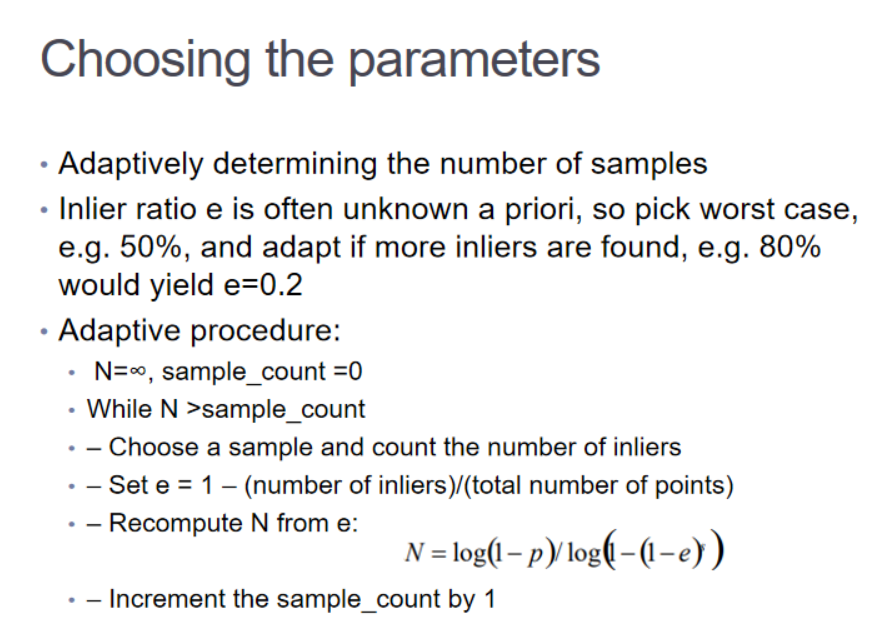 Choosing the parameters
• Adaptively determining the number of samples
• Inlier ratio e is often unknown a priori, so pick worst case,
e.g. 50%, and adapt if more inliers are found, e.g. 80%
would yield e=0.2
• Adaptive procedure:
• N=∞, sample_count =0
• While N >sample_count
• – Choose a sample and count the number of inliers
• – Set e = 1 – (number of inliers)/(total number of points)
• – Recompute N from e:
N = log(1 – p)/ log(1 – (1 – e))
• – Increment the sample_count by 1